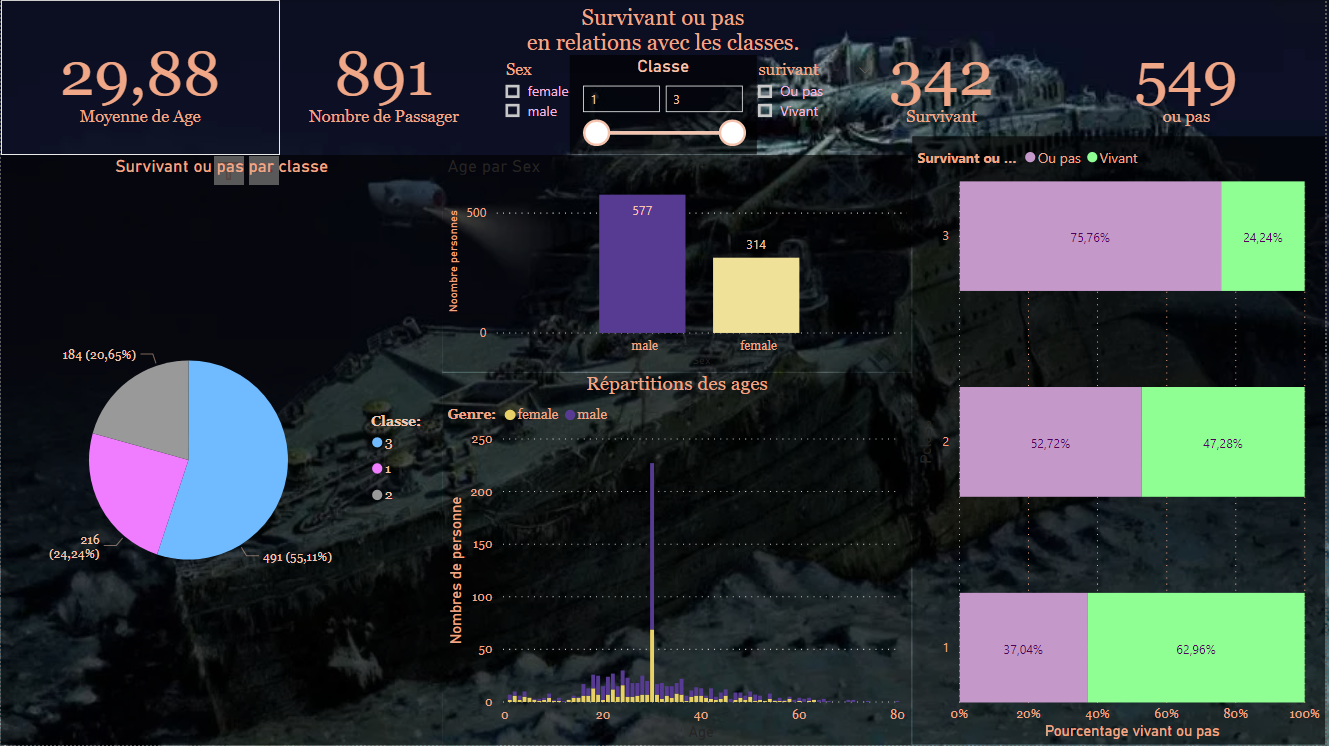 Survivant ou pas
en relations avec les classes.
29,88
Moyenne de Age
891
Nombre de Passager
Sex
female
male
Classe
1
3
surivant
Ou pas
Vivant
342
Survivant
549
ou pas
Survivant ou pas par classe
184 (20,65%)
216
(24,24%)
491 (55,11%)
Classe:
3
1
2
Age par Sex
Noombre personnes
500
0
577
314
male
female
Répartitions des ages
Genre:
female
male
Nombres de personne
250
200
150
100
50
0
0
20
40
60
80
Age
Survivant ou ...
Ou pas
Vivant
3
75,76%
24,24%
2
52,72%
47,28%
1
37,04%
62,96%
0%
20%
40%
60%
80%
100%
Pourcentage vivant ou pas